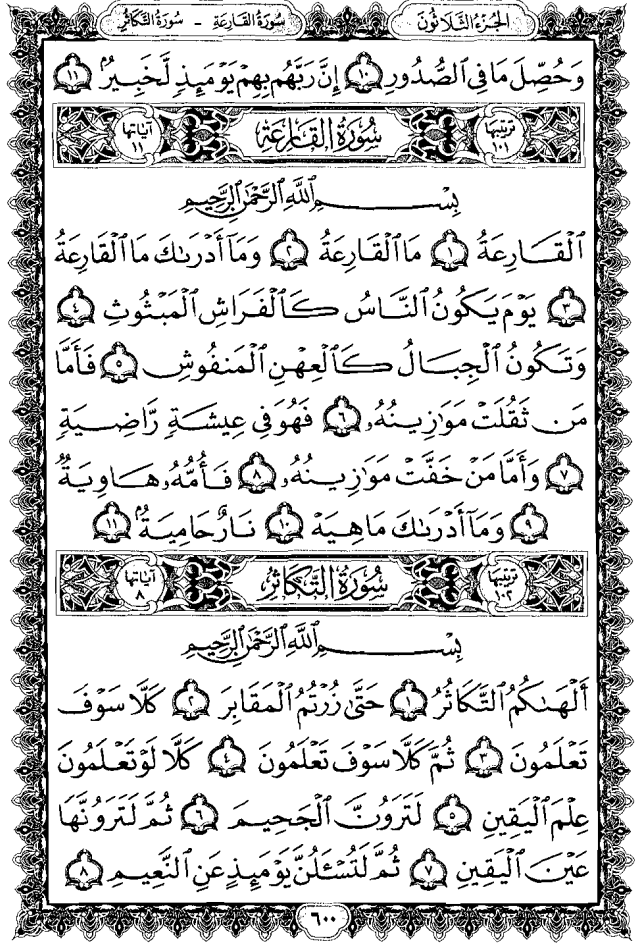 الجزء الثلاثون
سورة القارعة - سورة التكاثر
وَحُصِّلَ مَا فِي ٱلصُّدُورِ ١٠ إِنَّ رَبَّهُم بِهِمْ يَوْمَئِذٍ لَّخَبِيرٌۢ ١١
ترتيبها ١٠١ سُورَةُ القَارِعَة آياتها ١١
بِسْمِ ٱللَّهِ ٱلرَّحْمَٰنِ ٱلرَّحِيمِ
ٱلْقَارِعَةُ ١ مَا ٱلْقَارِعَةُ ٢ وَمَآ أَدْرَىٰكَ مَا ٱلْقَارِعَةُ
٣ يَوْمَ يَكُونُ ٱلنَّاسُ كَٱلْفَرَاشِ ٱلْمَبْثُوثِ ٤
وَتَكُونُ ٱلْجِبَالُ كَٱلْعِهْنِ ٱلْمَنفُوشِ ٥ فَأَمَّا
مَن ثَقُلَتْ مَوَٰزِينُهُۥ ٦ فَهُوَ فِي عِيشَةٍ رَّاضِيَةٍ
٧ وَأَمَّا مَنْ خَفَّتْ مَوَٰزِينُهُۥ ٨ فَأُمُّهُۥ هَاوِيَةٌ
٩ وَمَآ أَدْرَىٰكَ مَا هِيَهْ ١٠ نَارٌ حَامِيَةٌۢ ١١
ترتيبها ١٠٢ سُورَةُ التَّكَاثُر آياتها ٨
بِسْمِ ٱللَّهِ ٱلرَّحْمَٰنِ ٱلرَّحِيمِ
أَلْهَىٰكُمُ ٱلتَّكَاثُرُ ١ حَتَّىٰ زُرْتُمُ ٱلْمَقَابِرَ ٢ كَلَّا سَوْفَ
تَعْلَمُونَ ٣ ثُمَّ كَلَّا سَوْفَ تَعْلَمُونَ ٤ كَلَّا لَوْ تَعْلَمُونَ
عِلْمَ ٱلْيَقِينِ ٥ لَتَرَوُنَّ ٱلْجَحِيمَ ٦ ثُمَّ لَتَرَوُنَّهَا
عَيْنَ ٱلْيَقِينِ ٧ ثُمَّ لَتُسْـَٔلُنَّ يَوْمَئِذٍ عَنِ ٱلنَّعِيمِ ٨
٦٠٠